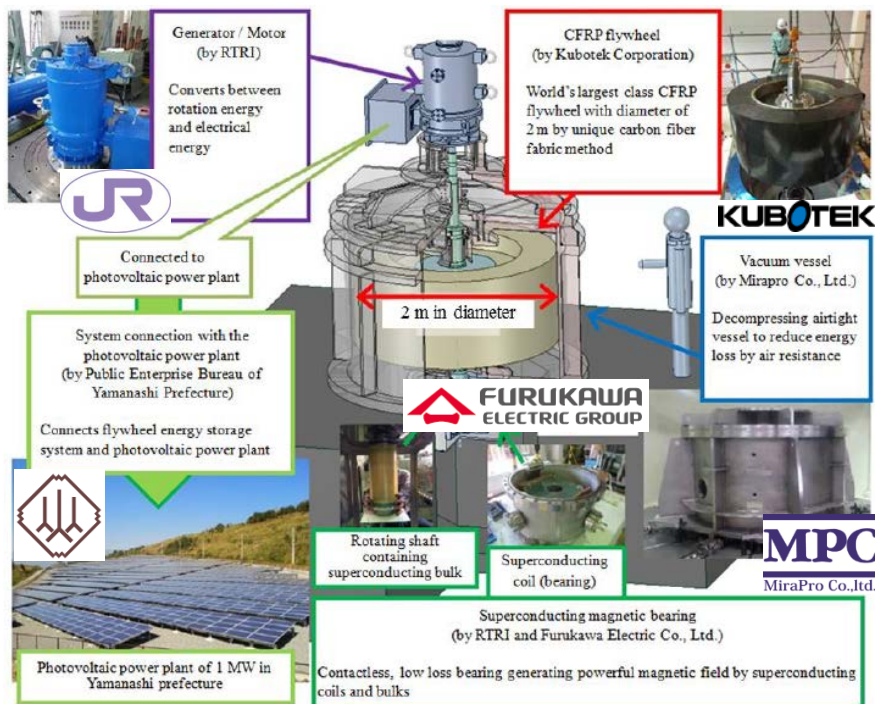 Generator / Motor
(by RTRI)
Converts between
rotation energy
and electrical
energy
JR
CFRP flywheel
(by Kubotek Corporation)
World's largest class CFRP
flywheel with diameter of
2 m by unique carbon fiber
fabric method
KUBOTEK
Connected to
photovoltaic power plant
2 m in diameter
Vacuum vessel
(by Mirapro Co., Ltd.)
Decompressing airtight
vessel to reduce energy
loss by air resistance
System connection with the
photovoltaic power plant
(by Public Enterprise Bureau of
Yamanashi Prefecture)
Connects flywheel energy storage
system and photovoltaic power plant
FURUKAWA
ELECTRIC GROUP
Rotating shaft
containing
superconducting bulk
Superconducting
coil (bearing)
MPC
MiraPro Co.,ltd.
Superconducting magnetic bearing
(by RTRI and Furukawa Electric Co., Ltd.)
Contactless, low loss bearing generating powerful magnetic field by superconducting
coils and bulks
Photovoltaic power plant of 1 MW in
Yamanashi prefecture